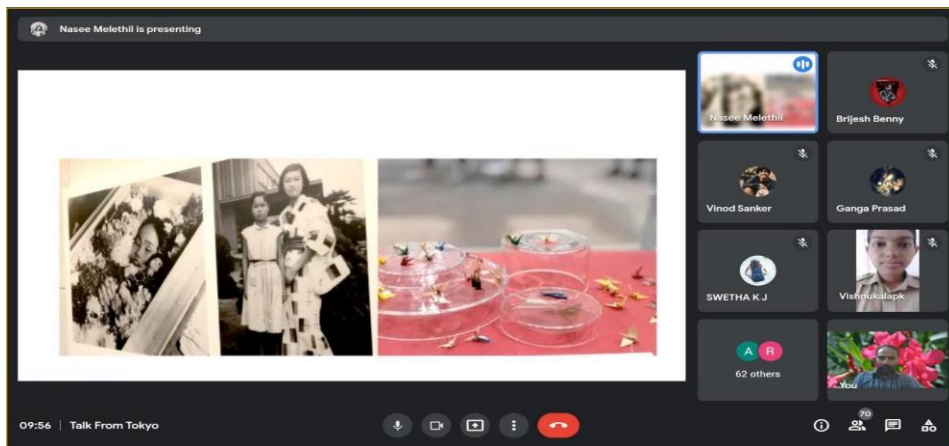 Nasee Melethil is presenting
Nasee Melethil
Brijesh Benny
Vinod Sanker
Ganga Prasad
SWETHA K J
Vishnukalapk
A R
62 others
You
09:56 | Talk From Tokyo
70